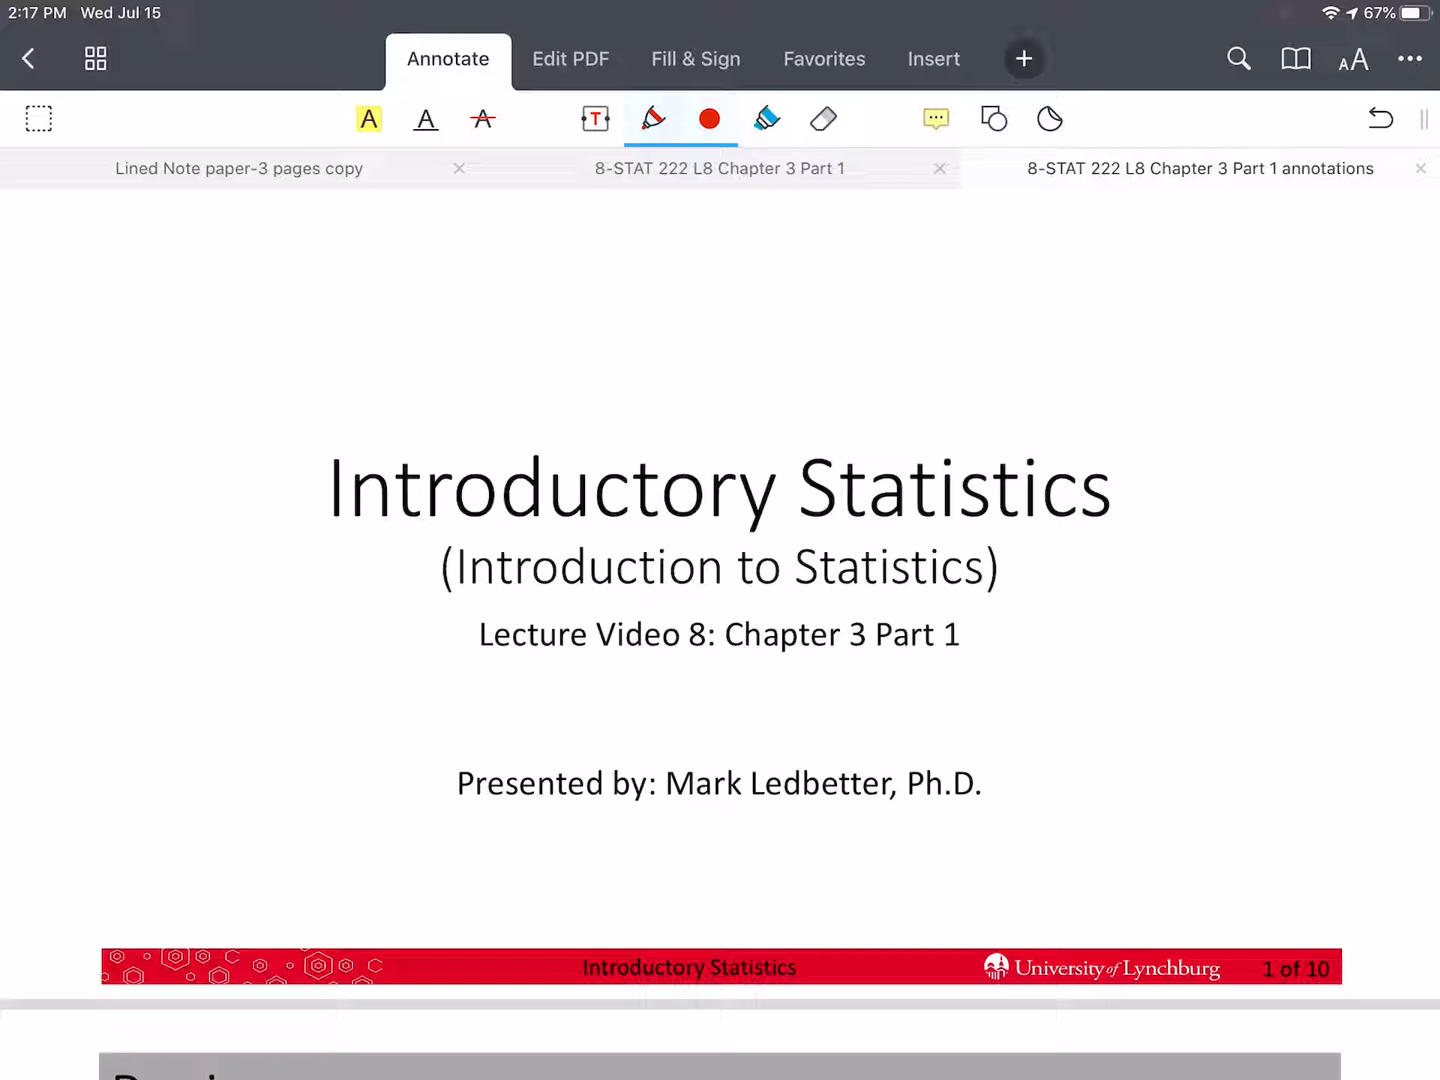 2:17 PM Wed Jul 15 67%
Annotate Edit PDF Fill & Sign Favorites Insert + AA
A A A T
Lined Note paper-3 pages copy 8-STAT 222 L8 Chapter 3 Part 1 8-STAT 222 L8 Chapter 3 Part 1 annotations
Introductory Statistics
(Introduction to Statistics)
Lecture Video 8: Chapter 3 Part 1
Presented by: Mark Ledbetter, Ph.D.
Introductory Statistics University of Lynchburg 1 of 10